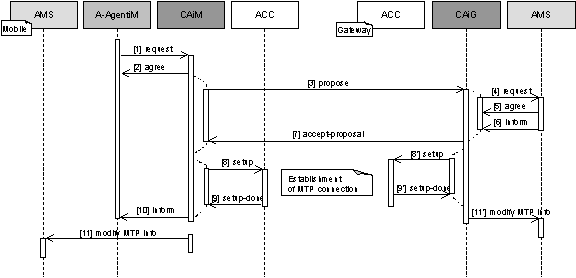 AMS
A-AgentiM
CAiM
ACC
ACC
CAiG
AMS
Mobile
Gateway
[1] request
[2] agree
[3] propose
[4] request
[5] agree
[6] inform
[7] accept-proposal
[8] setup
[8'] setup
Establishment
of MTP connection
[9] setup-done
[9'] setup-done
[10] inform
[11'] modify MTP info
[11] modify MTP info